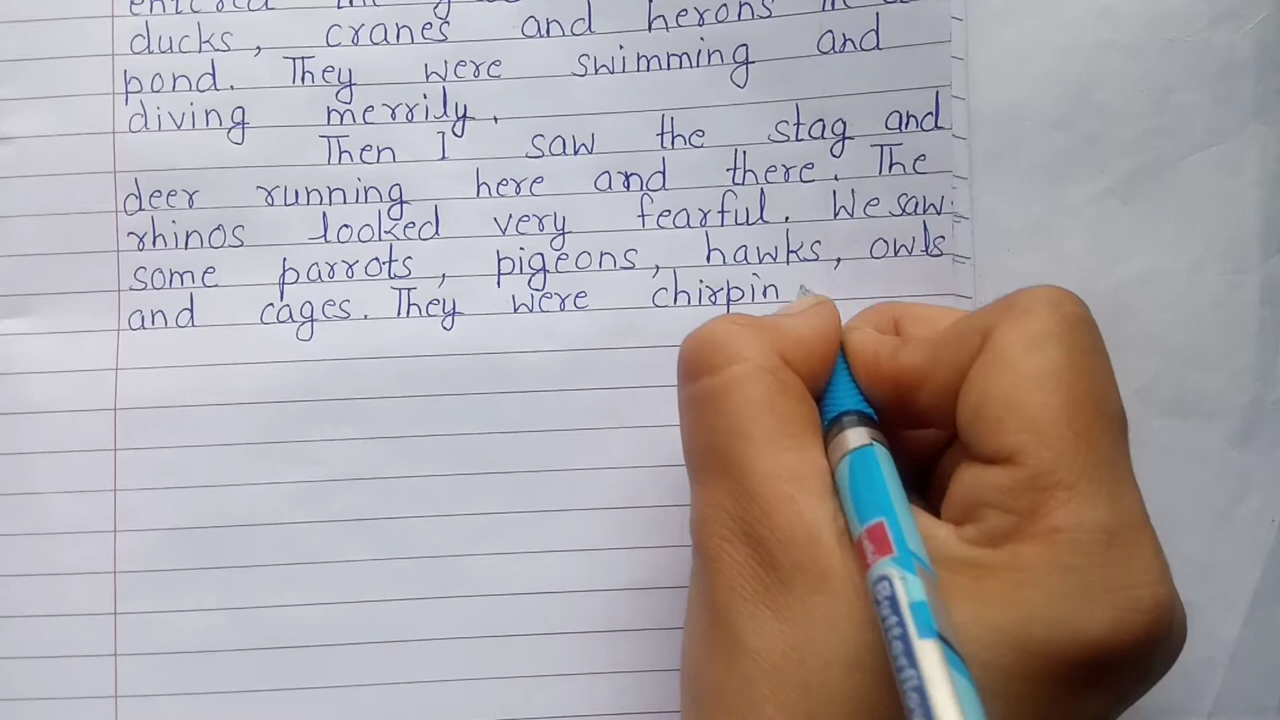 ducks, cranes and herons in
pond. They were swimming and
diving merrily.
Then I saw the stag and
deer running here and there. The
rhinos looked very fearful. We saw
some parrots, pigeons, hawks, owls
and cages. They were chirpin
Butterflow